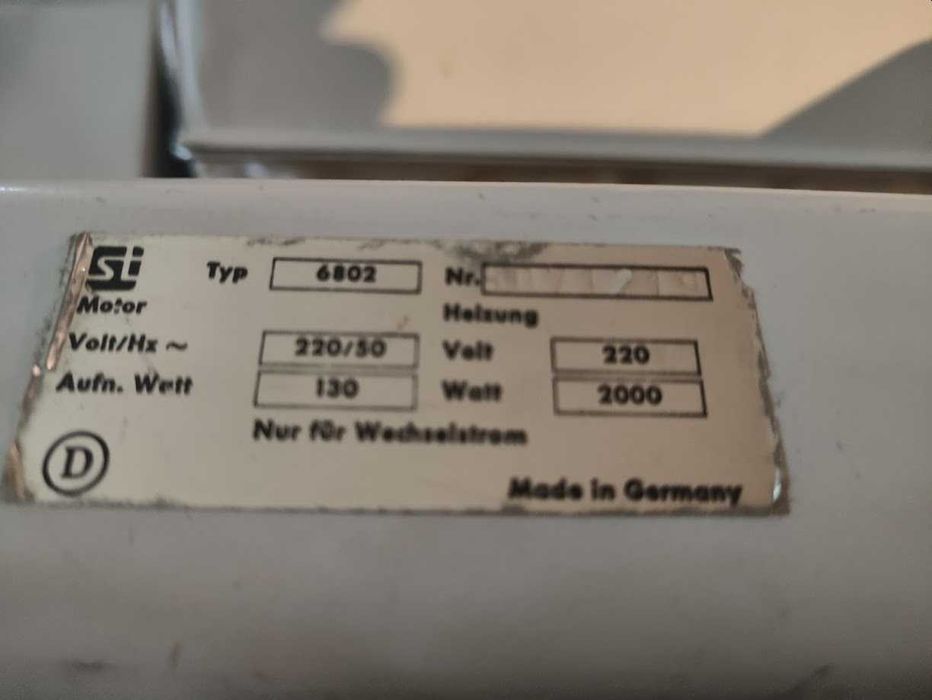 Si Typ 6802 Nr.
Motor Heizung
Volt/Hz ~ 220/50 Volt 220
Aufn. Watt 130 Watt 2000
Nur für Wechselstrom
D
Made in Germany